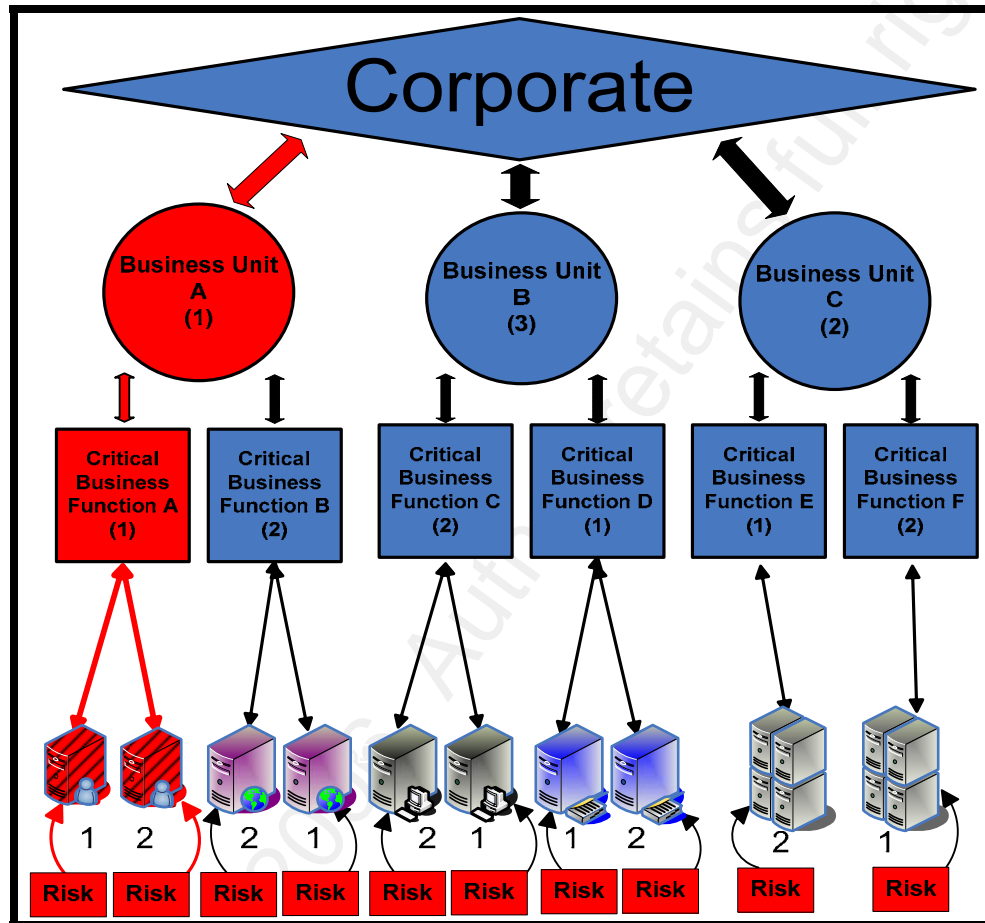 Corporate
Business Unit
A
(1)
Business Unit
B
(3)
Business Unit
C
(2)
Critical
Business
Function A
(1)
Critical
Business
Function B
(2)
Critical
Business
Function C
(2)
Critical
Business
Function D
(1)
Critical
Business
Function E
(1)
Critical
Business
Function F
(2)
1 2 2 1 2 1 1 2 2 1
Risk Risk Risk Risk Risk Risk Risk Risk Risk Risk
retains full